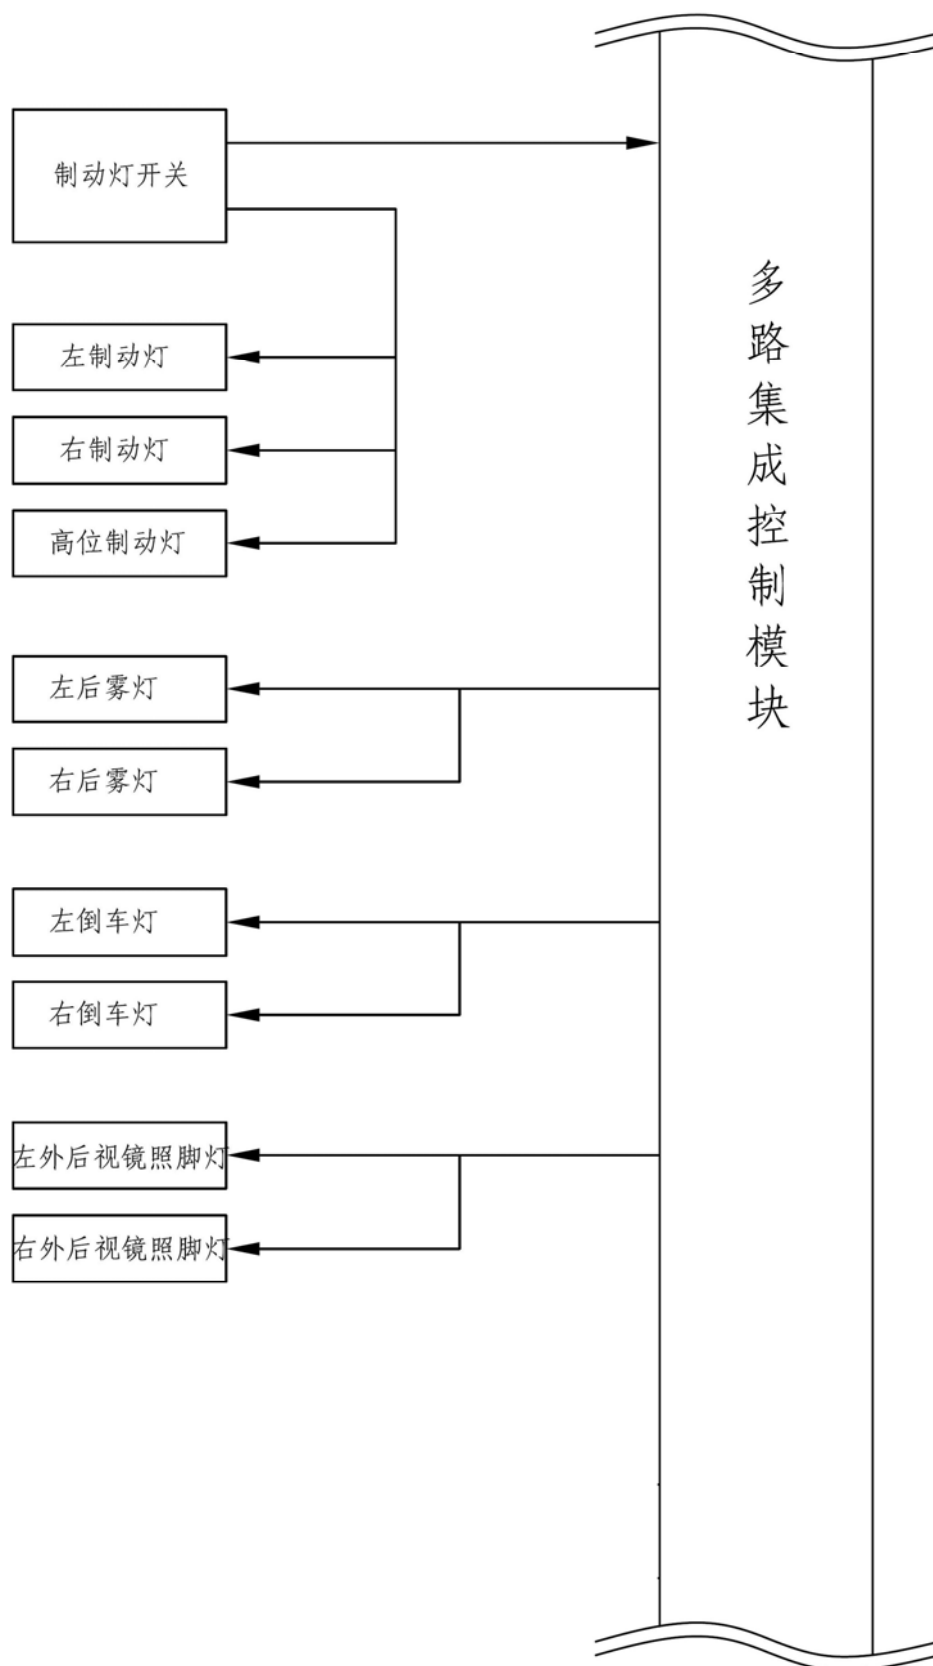 制动灯开关
左制动灯
右制动灯
高位制动灯
左后雾灯
右后雾灯
左倒车灯
右倒车灯
左外后视镜照脚灯
右外后视镜照脚灯
多路集成控制模块